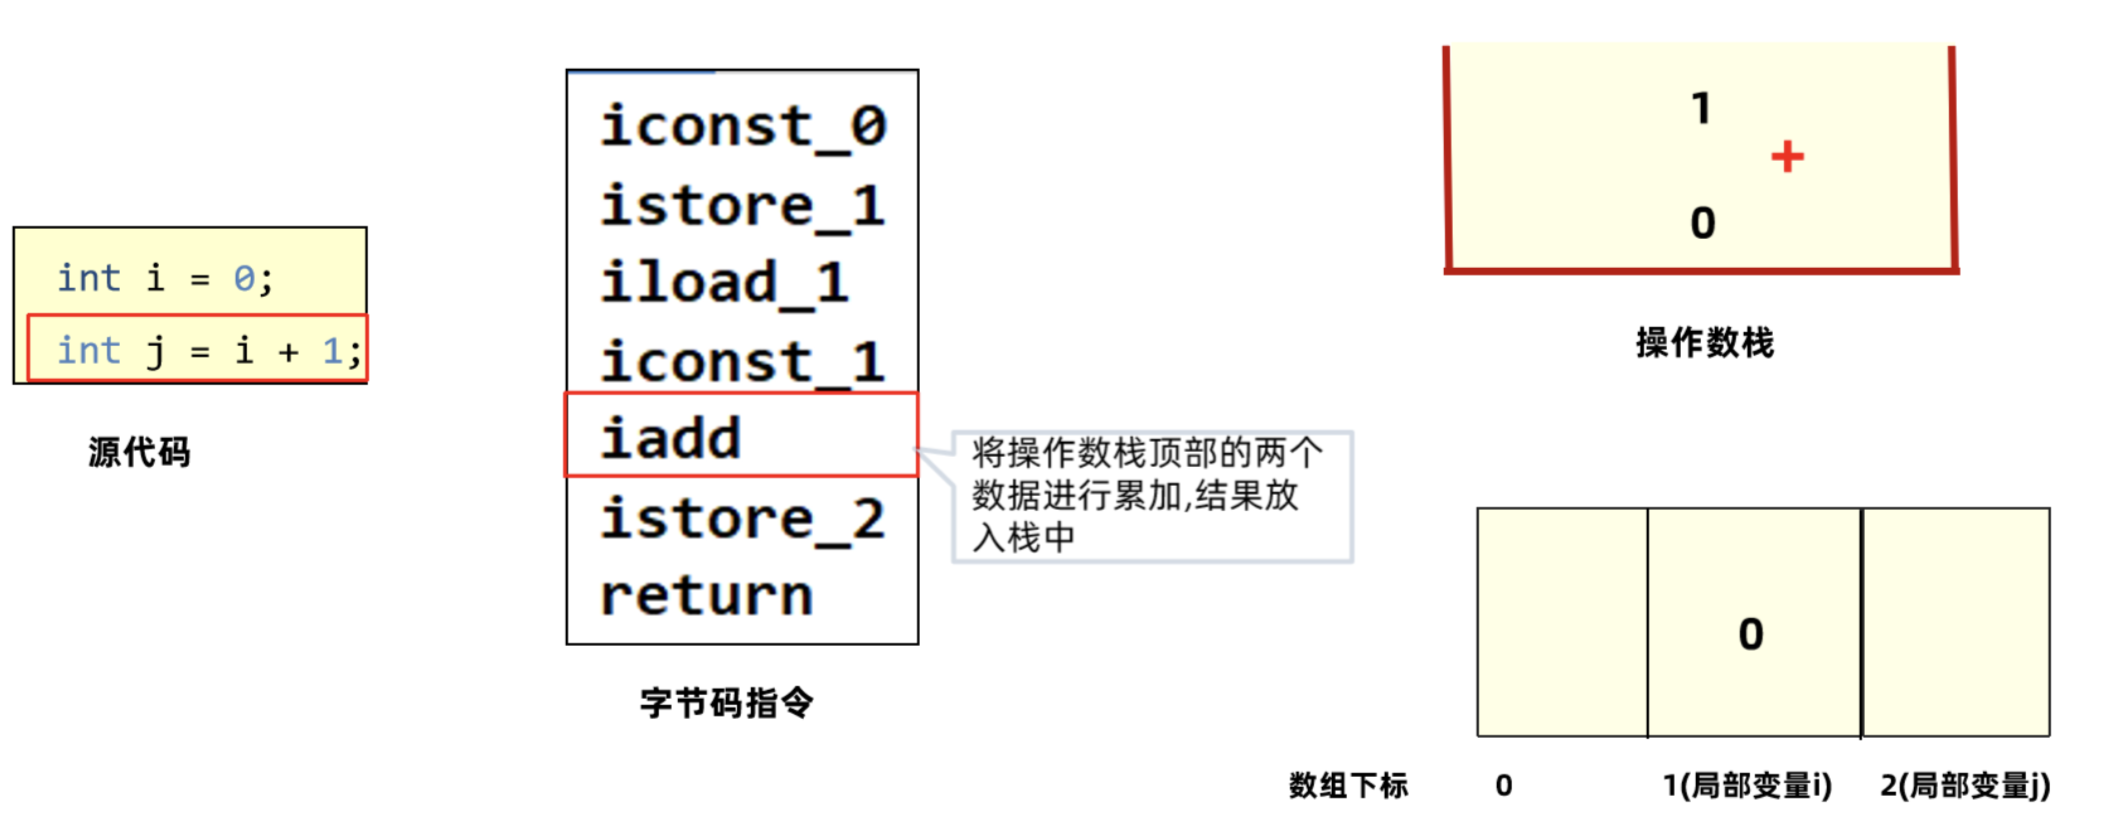 int i = 0;
int j = i + 1;
源代码
iconst_0
istore_1
iload_1
iconst_1
iadd
istore_2
return
字节码指令
将操作数栈顶部的两个
数据进行累加,结果放
入栈中
1
+
0
操作数栈
0
数组下标 0 1(局部变量i) 2(局部变量j)